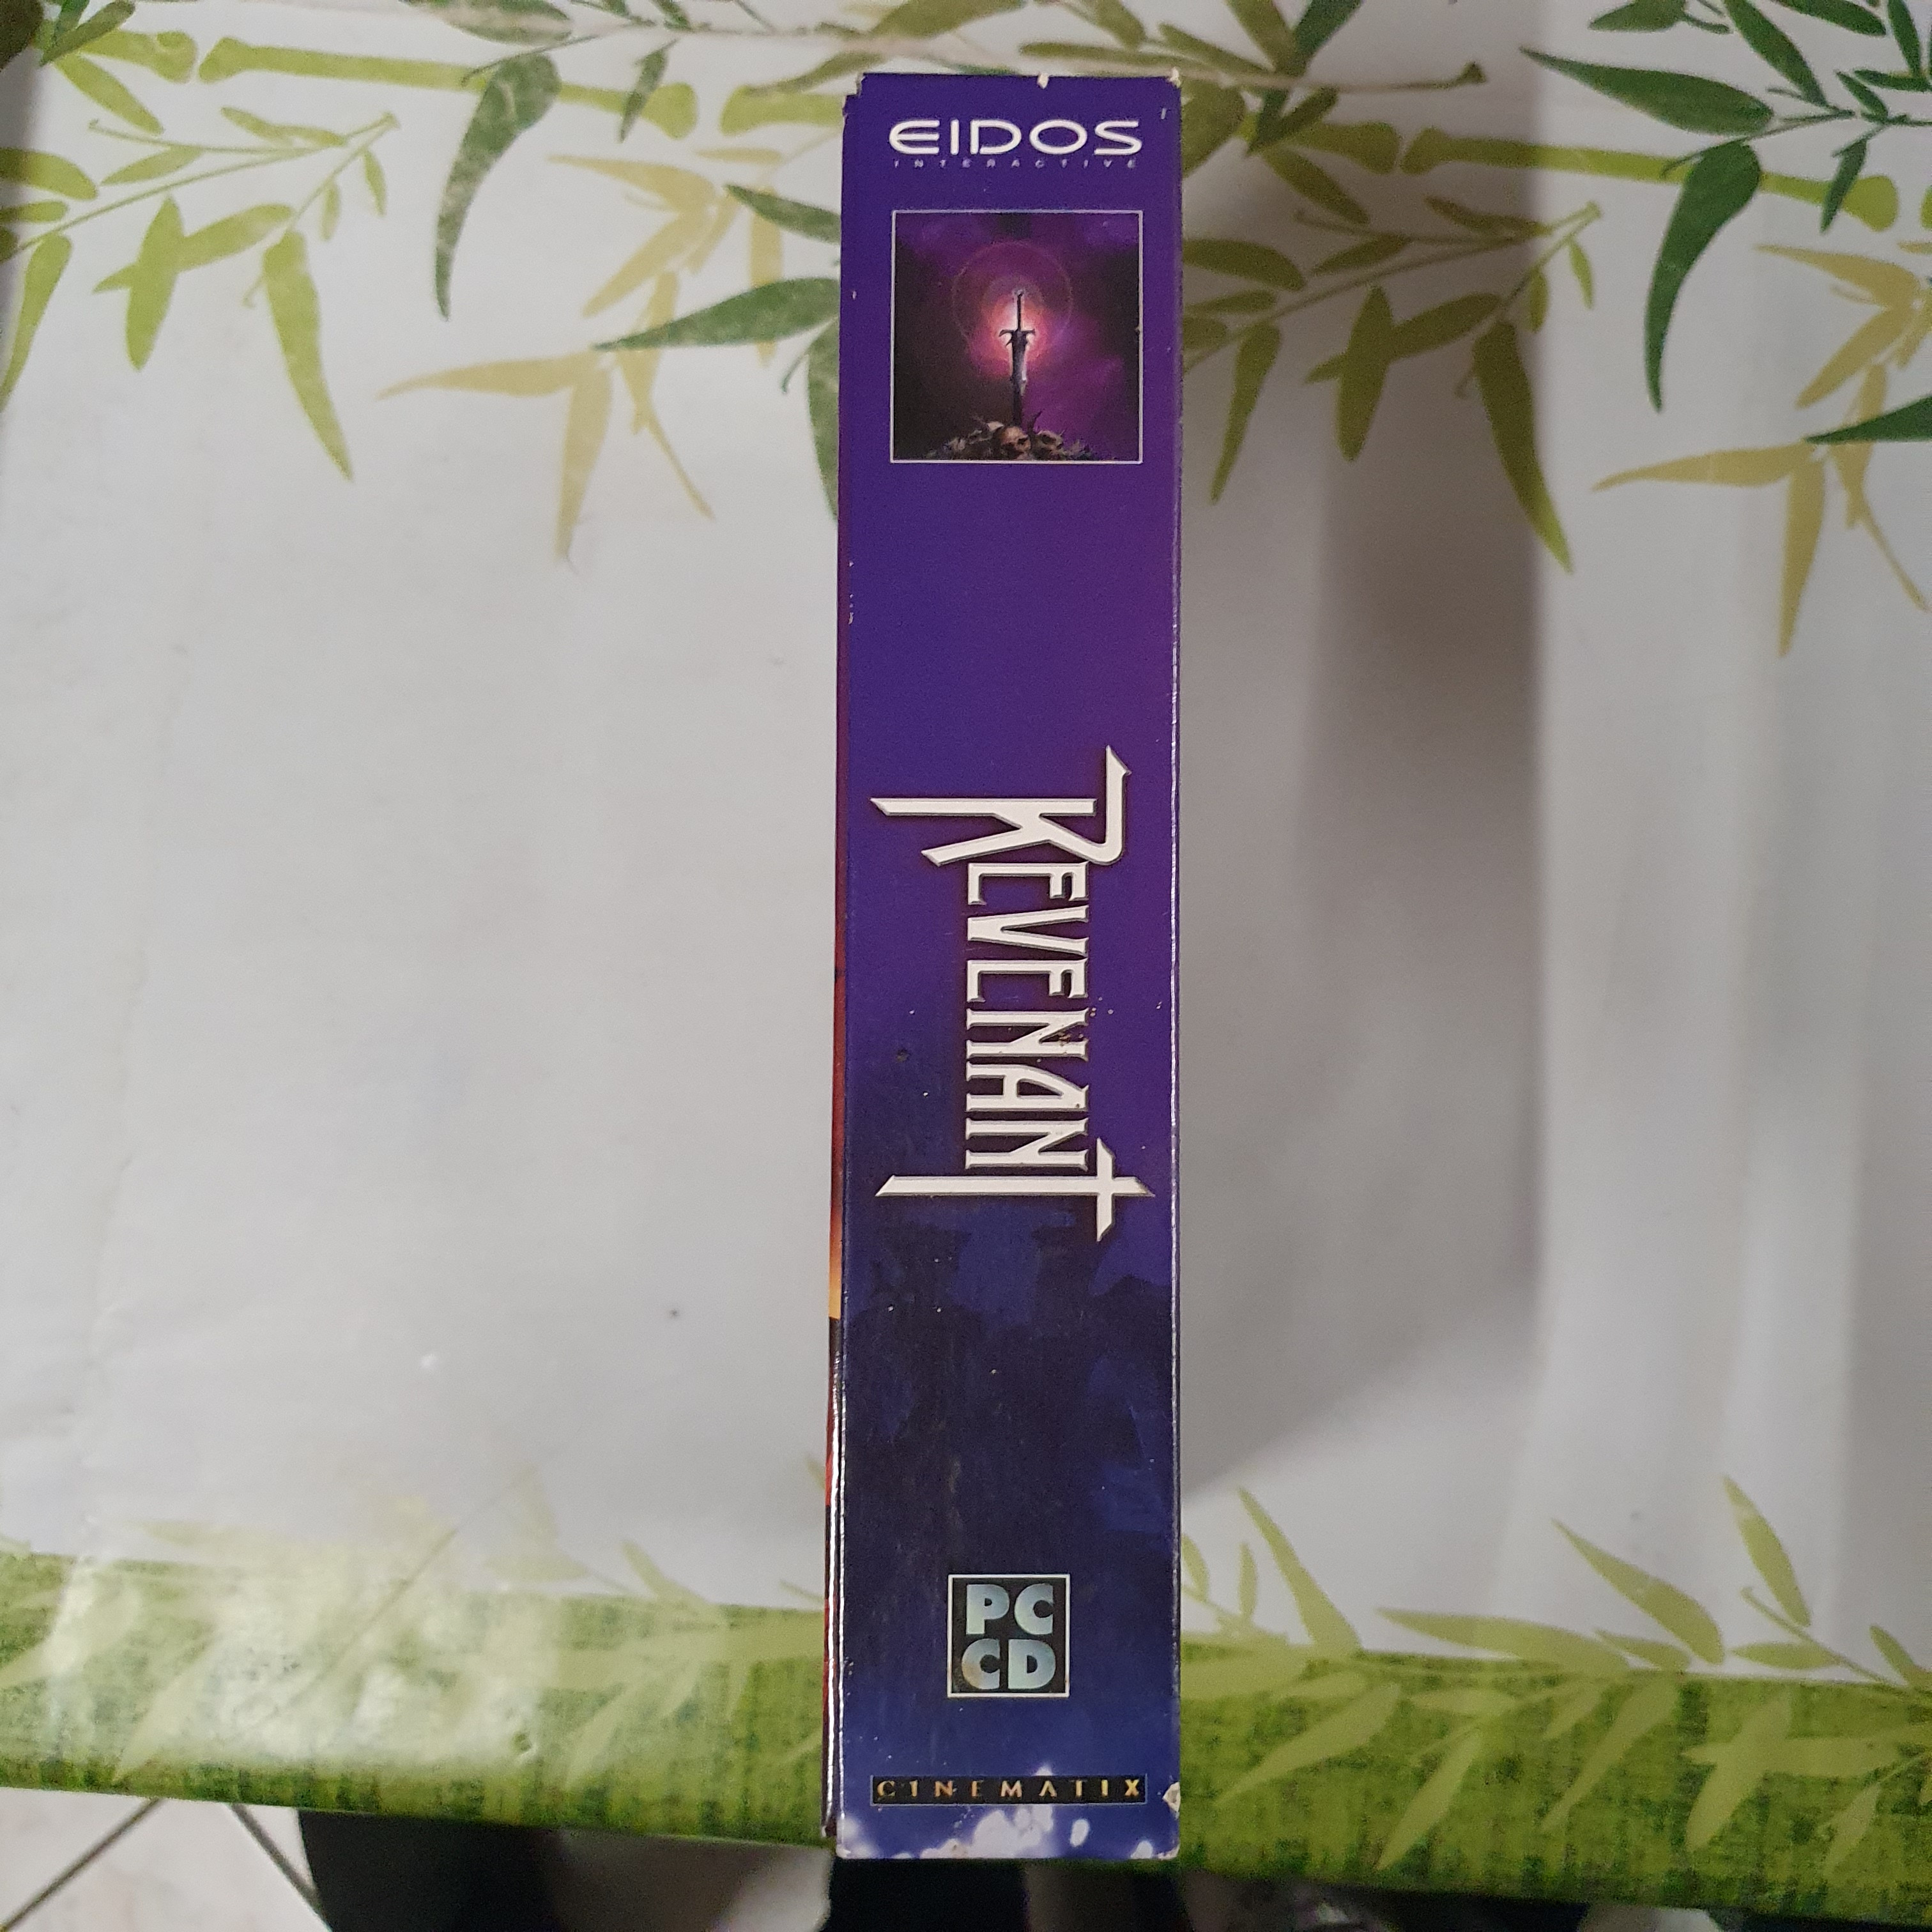 EIDOS
INTERACTIVE
REVENANT
PC
CD
CINEMATIX